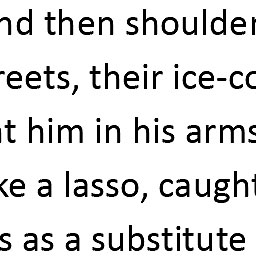 nd then shoulder
reets, their ice-co
t him in his arms
ke a lasso, caught
s as a substitute